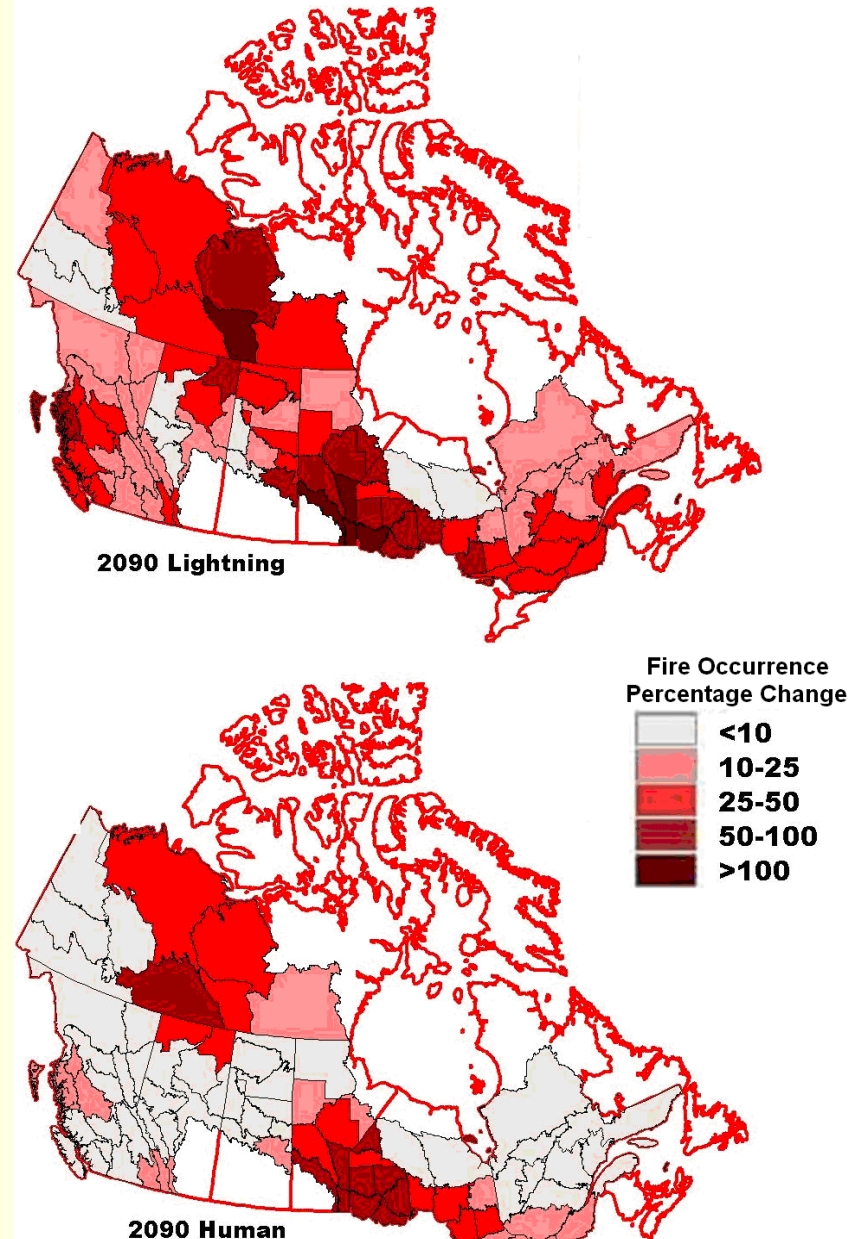 2090 Lightning
Fire Occurrence
Percentage Change
<10
10-25
25-50
50-100
>100
2090 Human